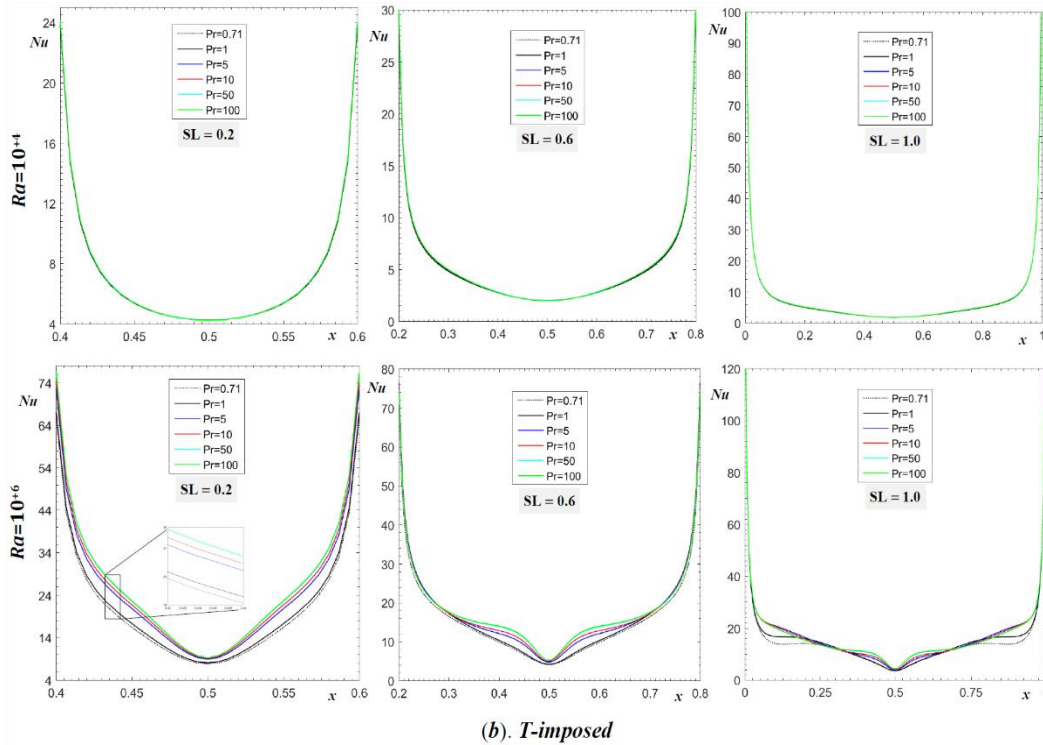 Ra=10+4
Nu
24
20
16
12
8
4
0.4
0.45
0.5
0.55
x
0.6
Pr=0.71
Pr=1
Pr=5
Pr=10
Pr=50
Pr=100
SL = 0.2
Nu
30
25
20
15
10
5
0
0.2
0.3
0.4
0.5
0.6
0.7
x
0.8
Pr=0.71
Pr=1
Pr=5
Pr=10
Pr=50
Pr=100
SL = 0.6
Nu
100
90
80
70
60
50
40
30
20
10
0
0
0.25
0.5
0.75
x
1
Pr=0.71
Pr=1
Pr=5
Pr=10
Pr=50
Pr=100
SL = 1.0
Ra=10+6
Nu
74
64
54
44
34
24
14
4
0.4
0.45
0.5
0.55
x
0.6
Pr=0.71
Pr=1
Pr=5
Pr=10
Pr=50
Pr=100
SL = 0.2
Nu
80
70
60
50
40
30
20
10
0
0.2
0.3
0.4
0.5
0.6
0.7
x
0.8
Pr=0.71
Pr=1
Pr=5
Pr=10
Pr=50
Pr=100
SL = 0.6
Nu
120
100
80
60
40
20
0
0
0.25
0.5
0.75
x
Pr=0.71
Pr=1
Pr=5
Pr=10
Pr=50
Pr=100
SL = 1.0
(b). T-imposed